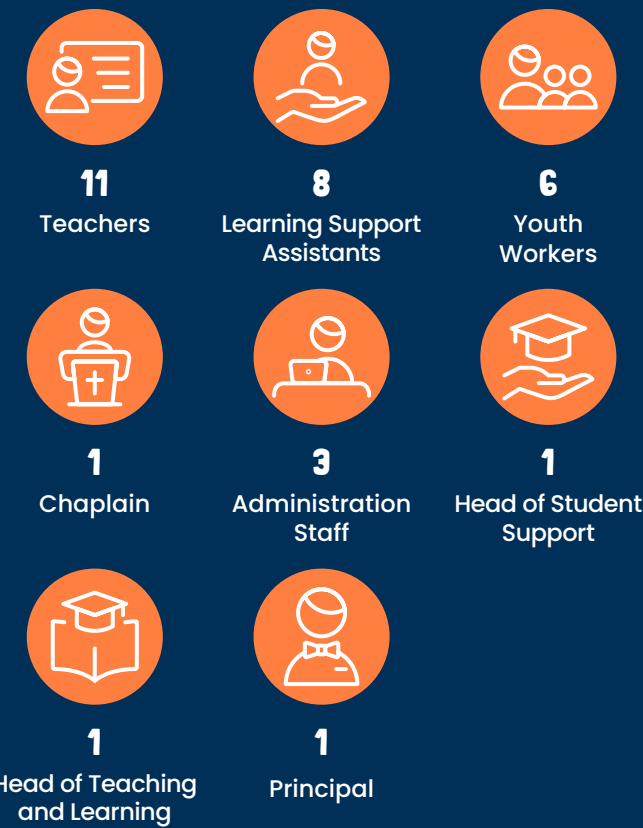 11
Teachers
8
Learning Support
Assistants
6
Youth
Workers
1
Chaplain
3
Administration
Staff
1
Head of Student
Support
1
Head of Teaching
and Learning
1
Principal